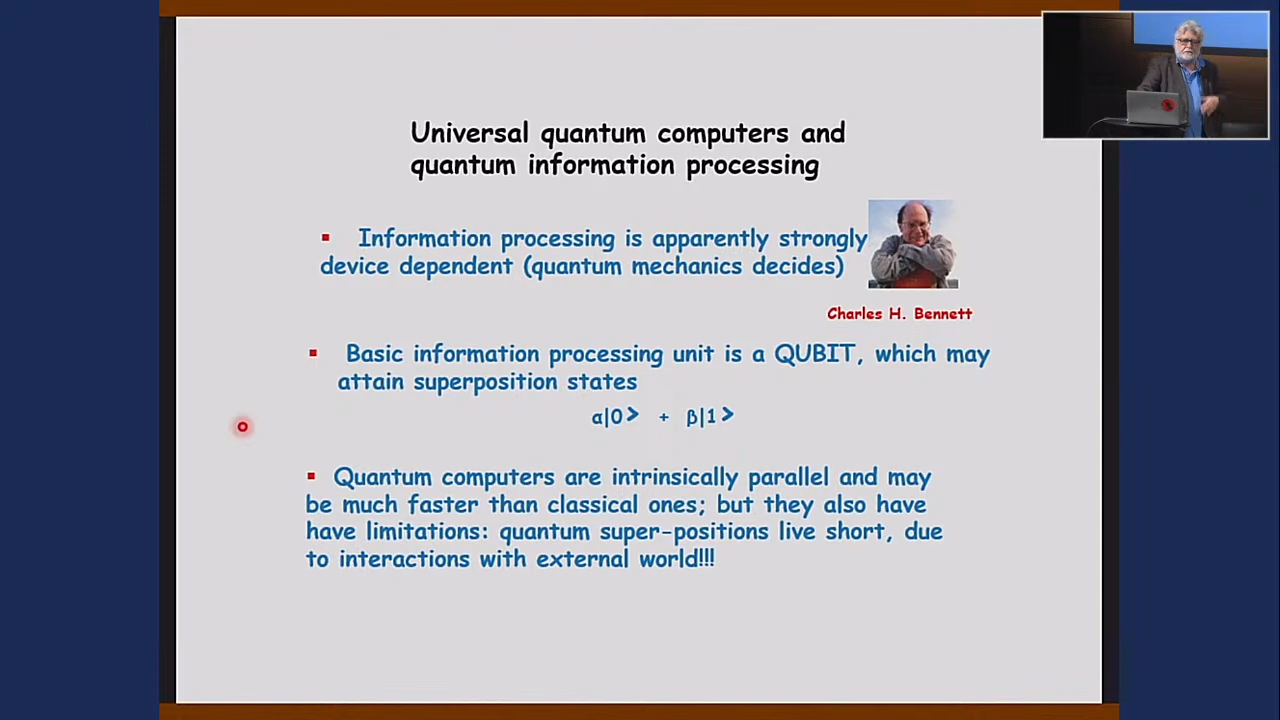 Universal quantum computers and
quantum information processing
▪ Information processing is apparently strongly
device dependent (quantum mechanics decides)
Charles H. Bennett
▪ Basic information processing unit is a QUBIT, which may
attain superposition states
α|0> + β|1>
▪ Quantum computers are intrinsically parallel and may
be much faster than classical ones; but they also have
have limitations: quantum super-positions live short, due
to interactions with external world!!!